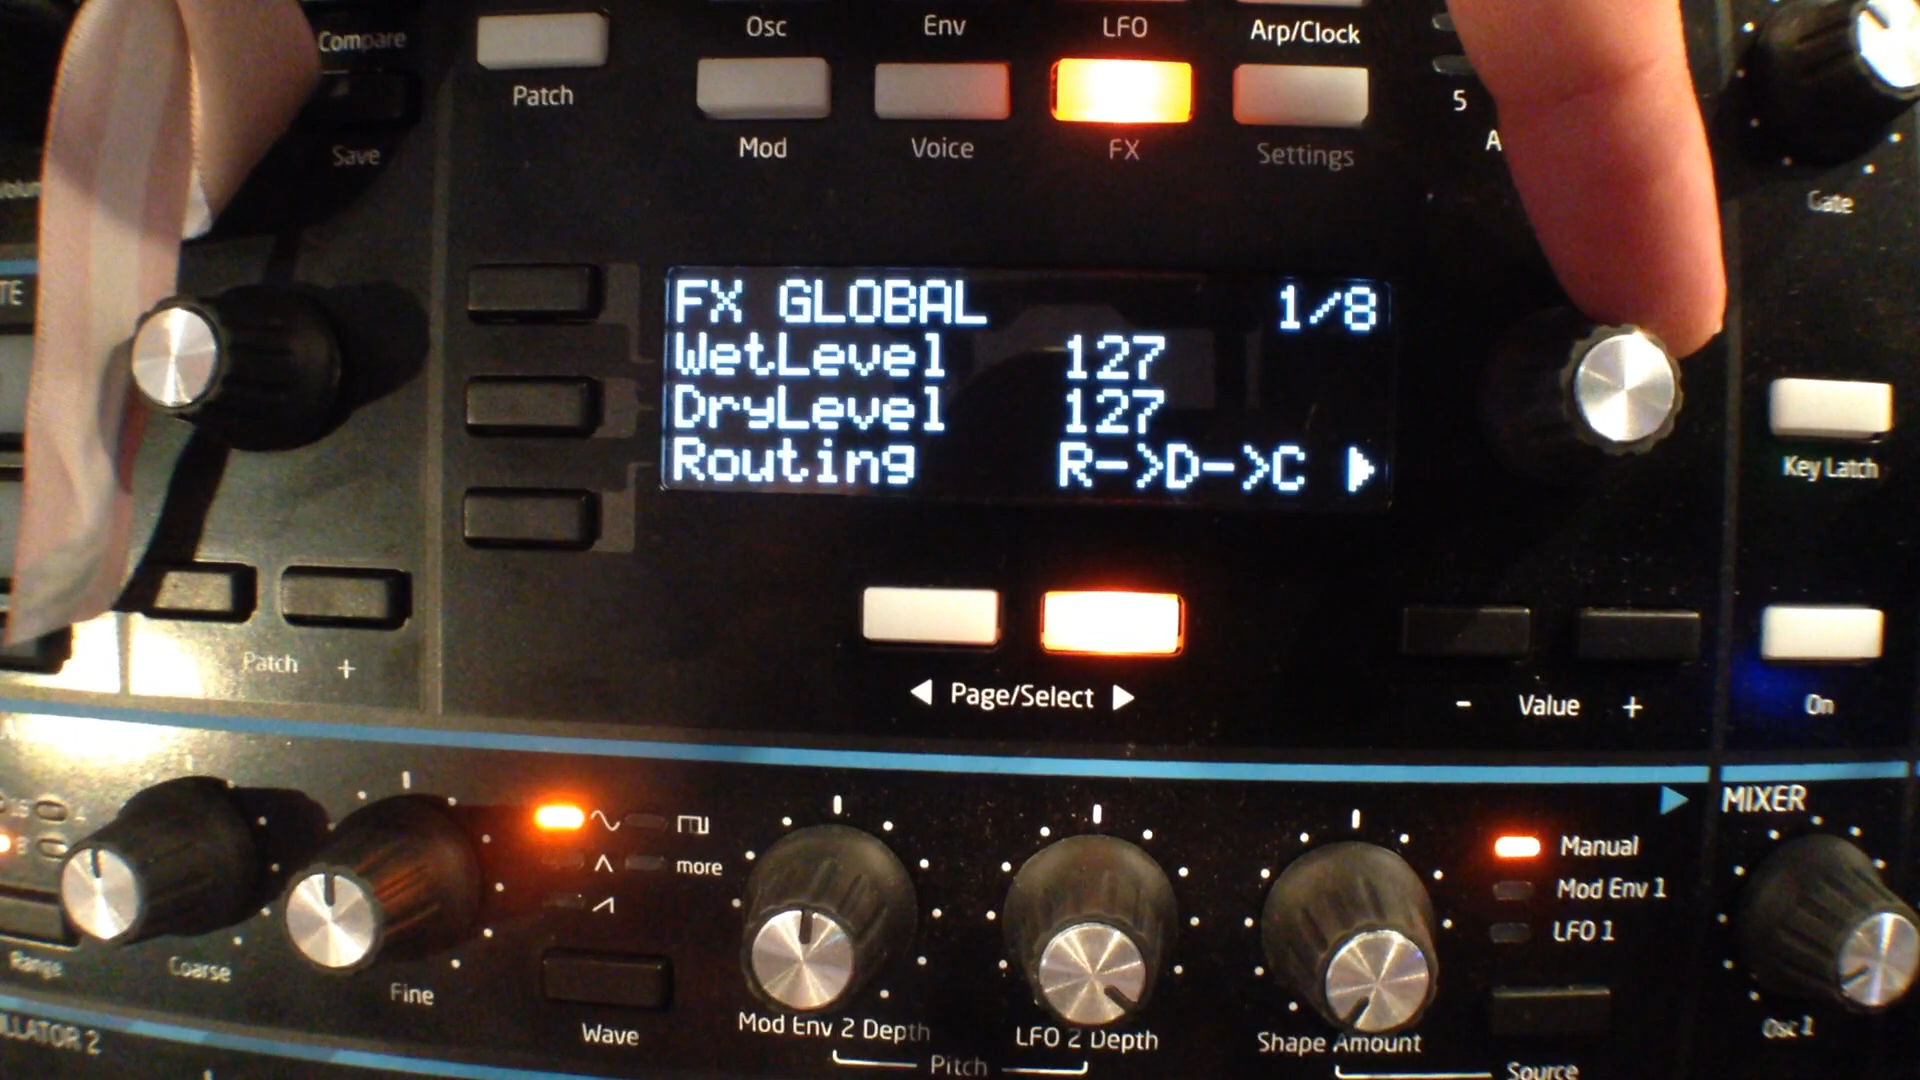 Compare
Osc
Env
LFO
Arp/Clock
Patch
5
Save
Mod
Voice
FX
Settings
Gate
FX GLOBAL 1/8
WetLevel 127
DryLevel 127
Routing R->D->C ▶
Key Latch
Patch +
◀ Page/Select ▶
- Value +
On
MIXER
more
Manual
Mod Env 1
LFO 1
Range
Coarse
Fine
Wave
Mod Env 2 Depth
LFO 2 Depth
Pitch
Shape Amount
Source
Osc 1